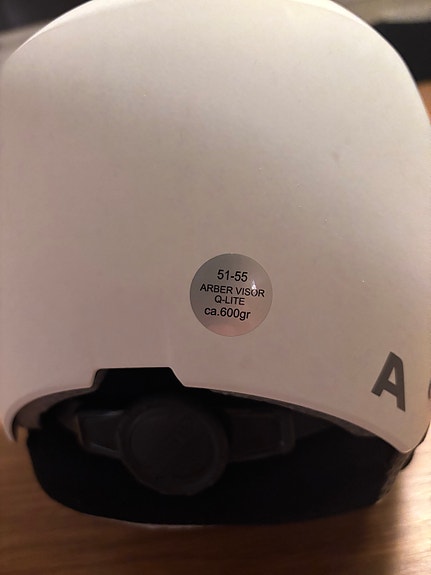 51-55
ARBER VISOR
Q-LITE
ca.600gr
A